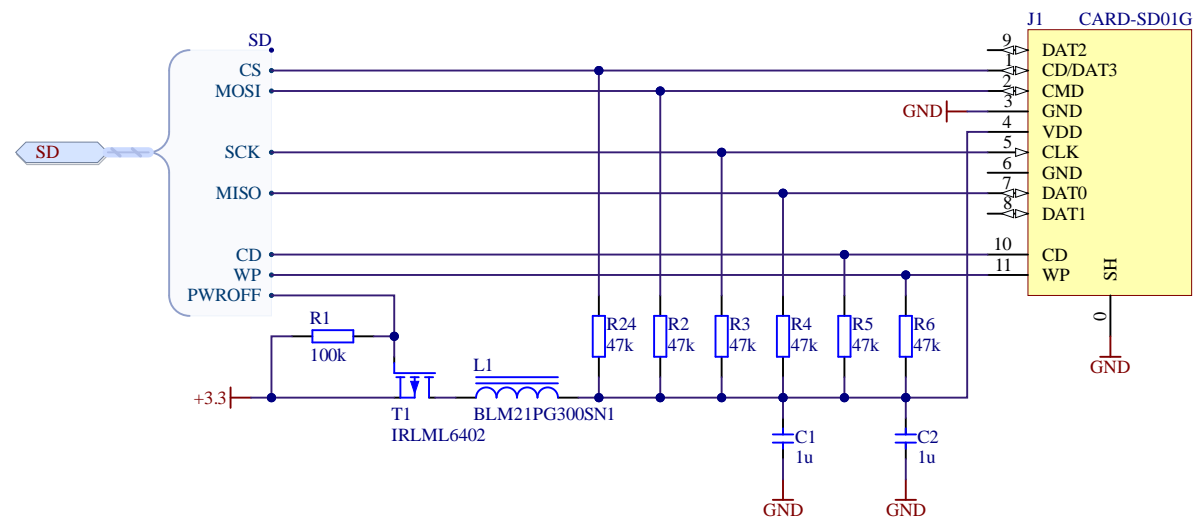 J1 CARD-SD01G
SD
9 DAT2
CS 1 CD/DAT3
MOSI 2 CMD
GND 3 GND
4 VDD
SD SCK 5 CLK
6 GND
MISO 7 DAT0
8 DAT1
CD 10 CD
WP 11 WP
SH
PWROFF
0
R1 R24 R2 R3 R4 R5 R6
100k 47k 47k 47k 47k 47k 47k
L1 GND
+3.3
T1 BLM21PG300SN1
IRLML6402
C1 C2
1u 1u
GND GND